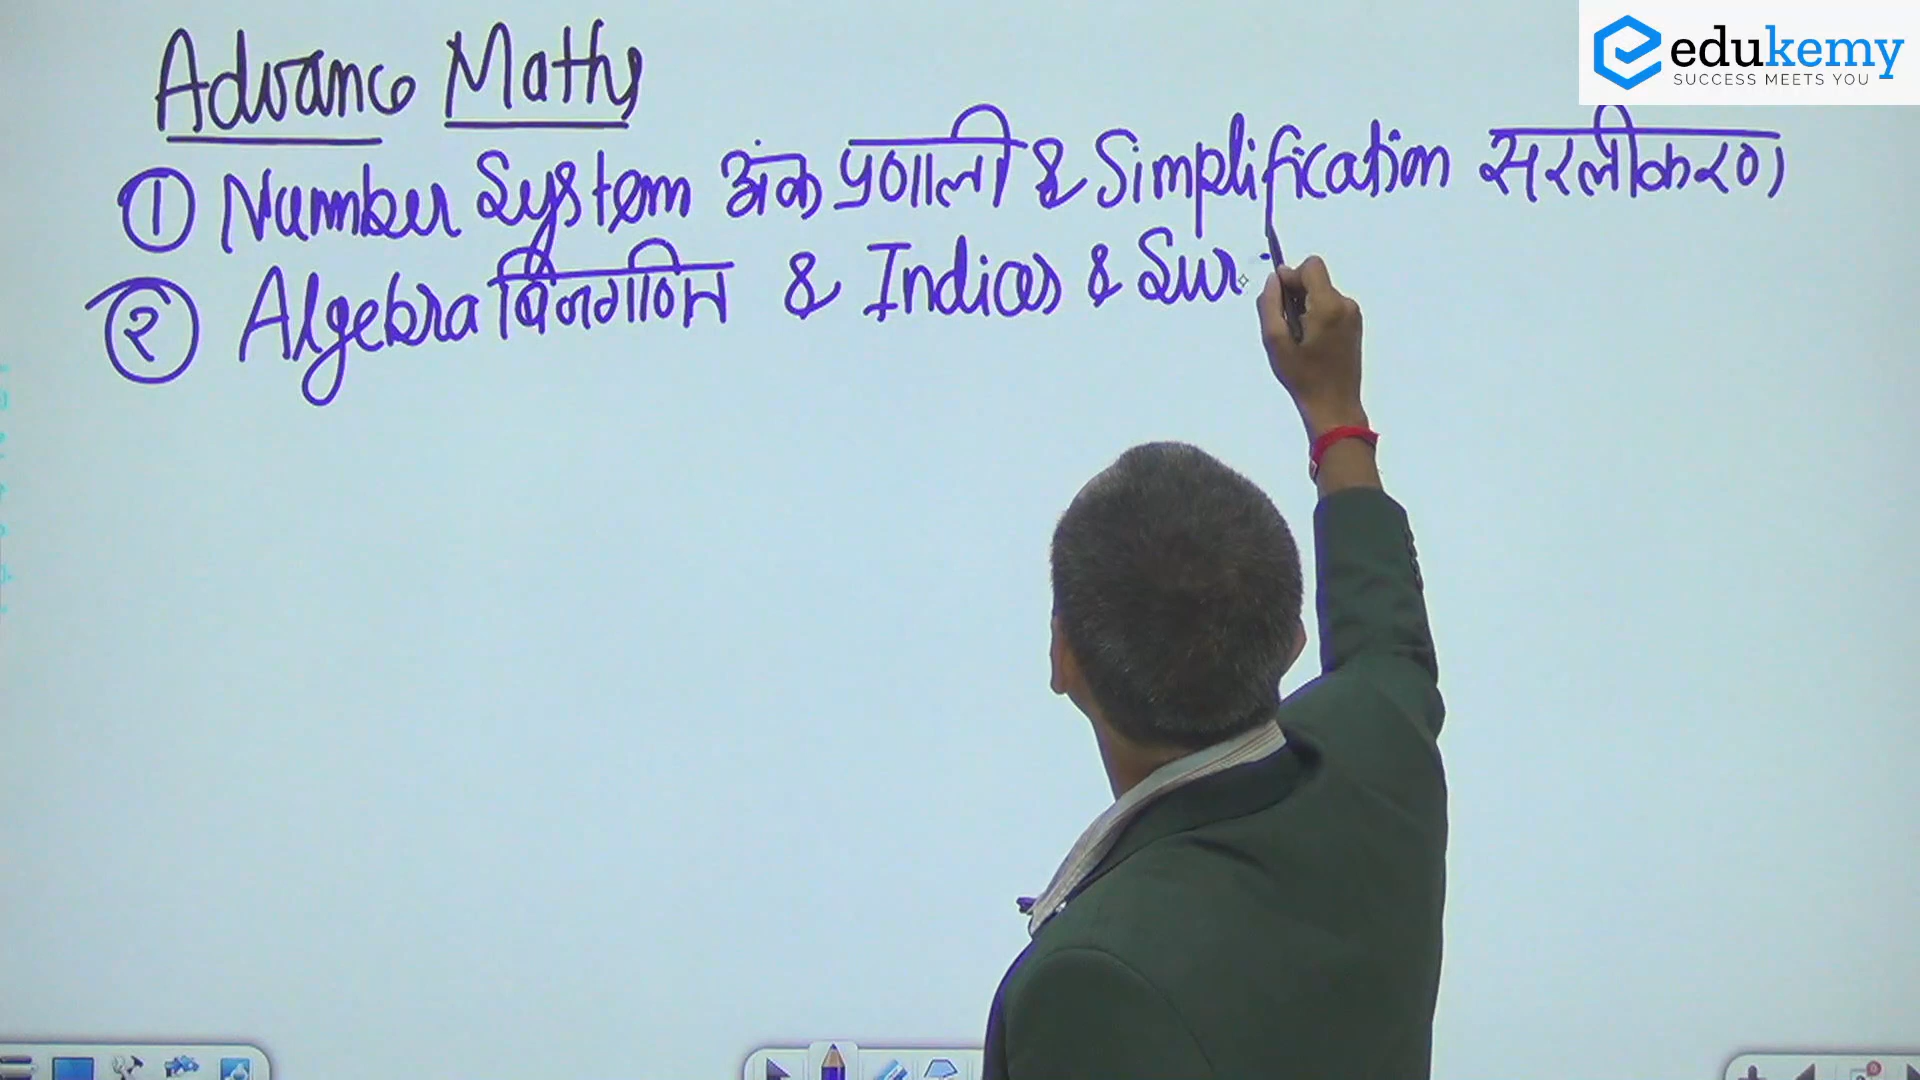 edukemy
SUCCESS MEETS YOU
Advance Maths
① Number System अंक प्रणाली & Simplification सरलीकरण
② Algebra बिजगणित & Indices & Sur